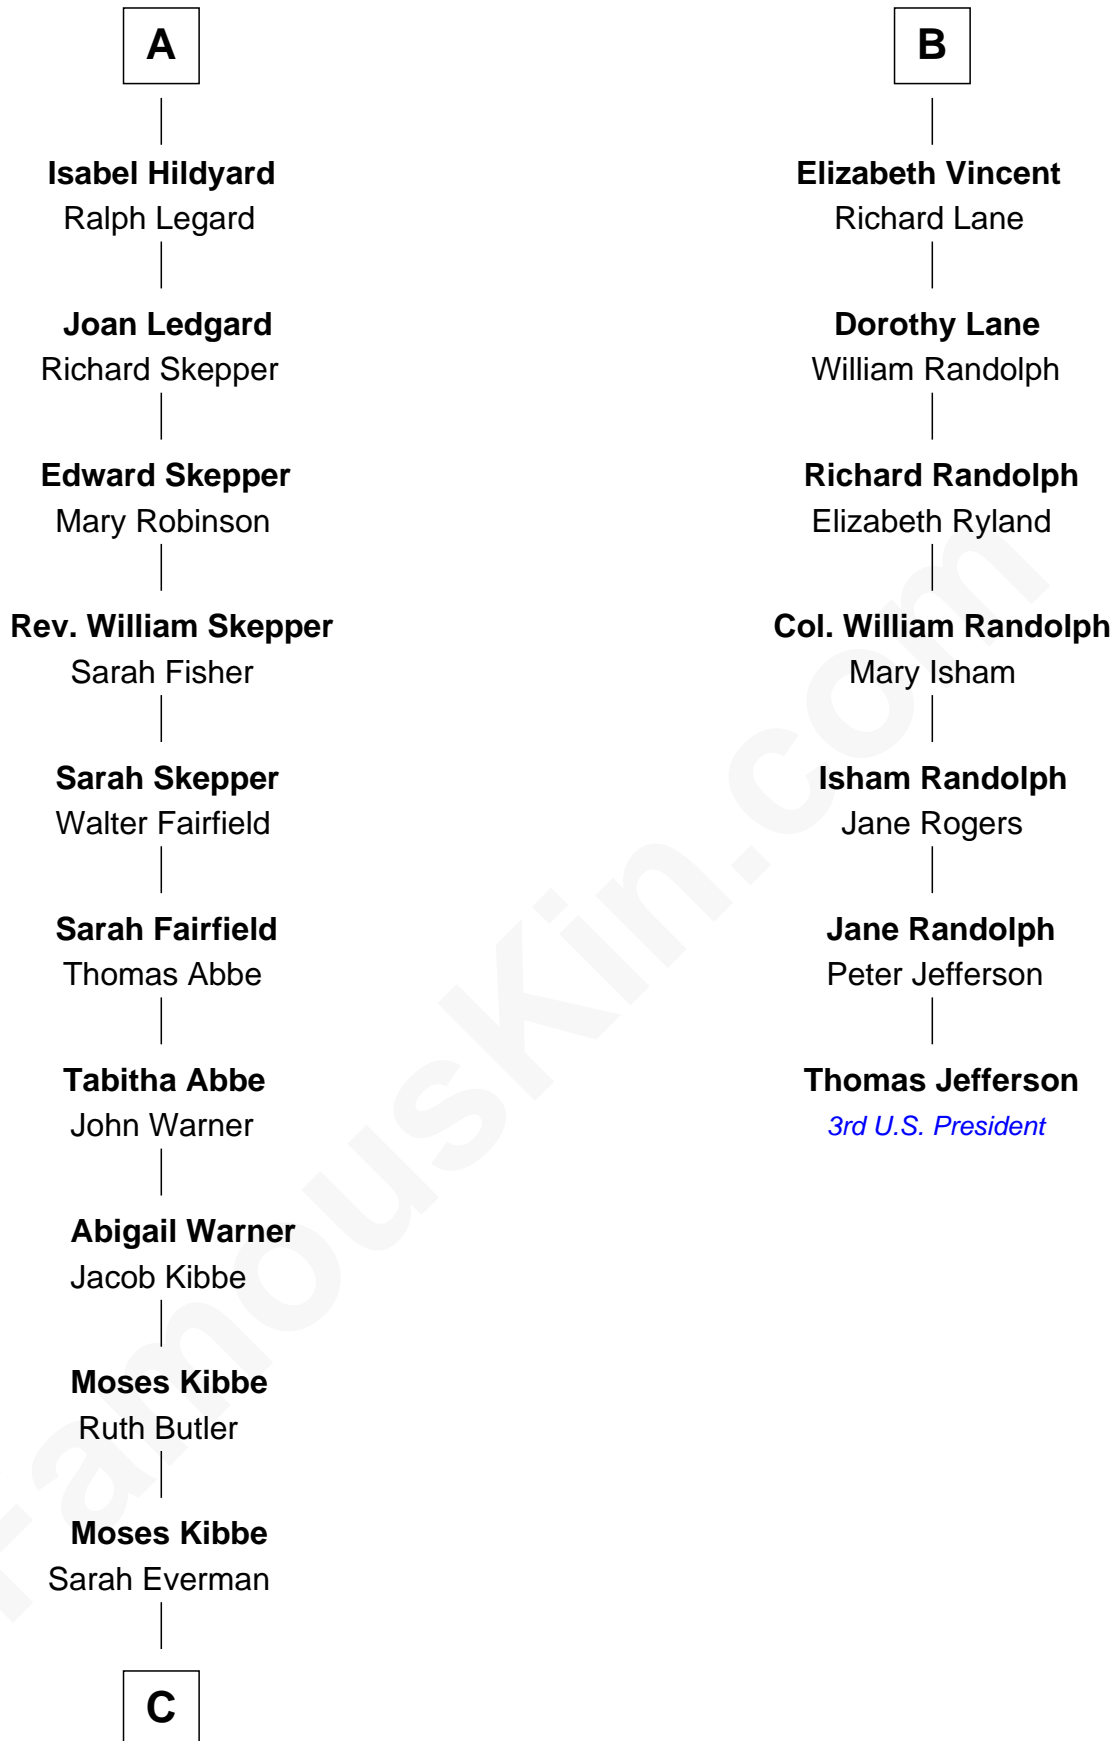 A
Isabel Hildyard
Ralph Legard
Joan Ledgard
Richard Skepper
Edward Skepper
Mary Robinson
Rev. William Skepper
Sarah Fisher
Sarah Skepper
Walter Fairfield
Sarah Fairfield
Thomas Abbe
Tabitha Abbe
John Warner
Abigail Warner
Jacob Kibbe
Moses Kibbe
Ruth Butler
Moses Kibbe
Sarah Everman
C
B
Elizabeth Vincent
Richard Lane
Dorothy Lane
William Randolph
Richard Randolph
Elizabeth Ryland
Col. William Randolph
Mary Isham
Isham Randolph
Jane Rogers
Jane Randolph
Peter Jefferson
Thomas Jefferson
3rd U.S. President
FamousKin.com